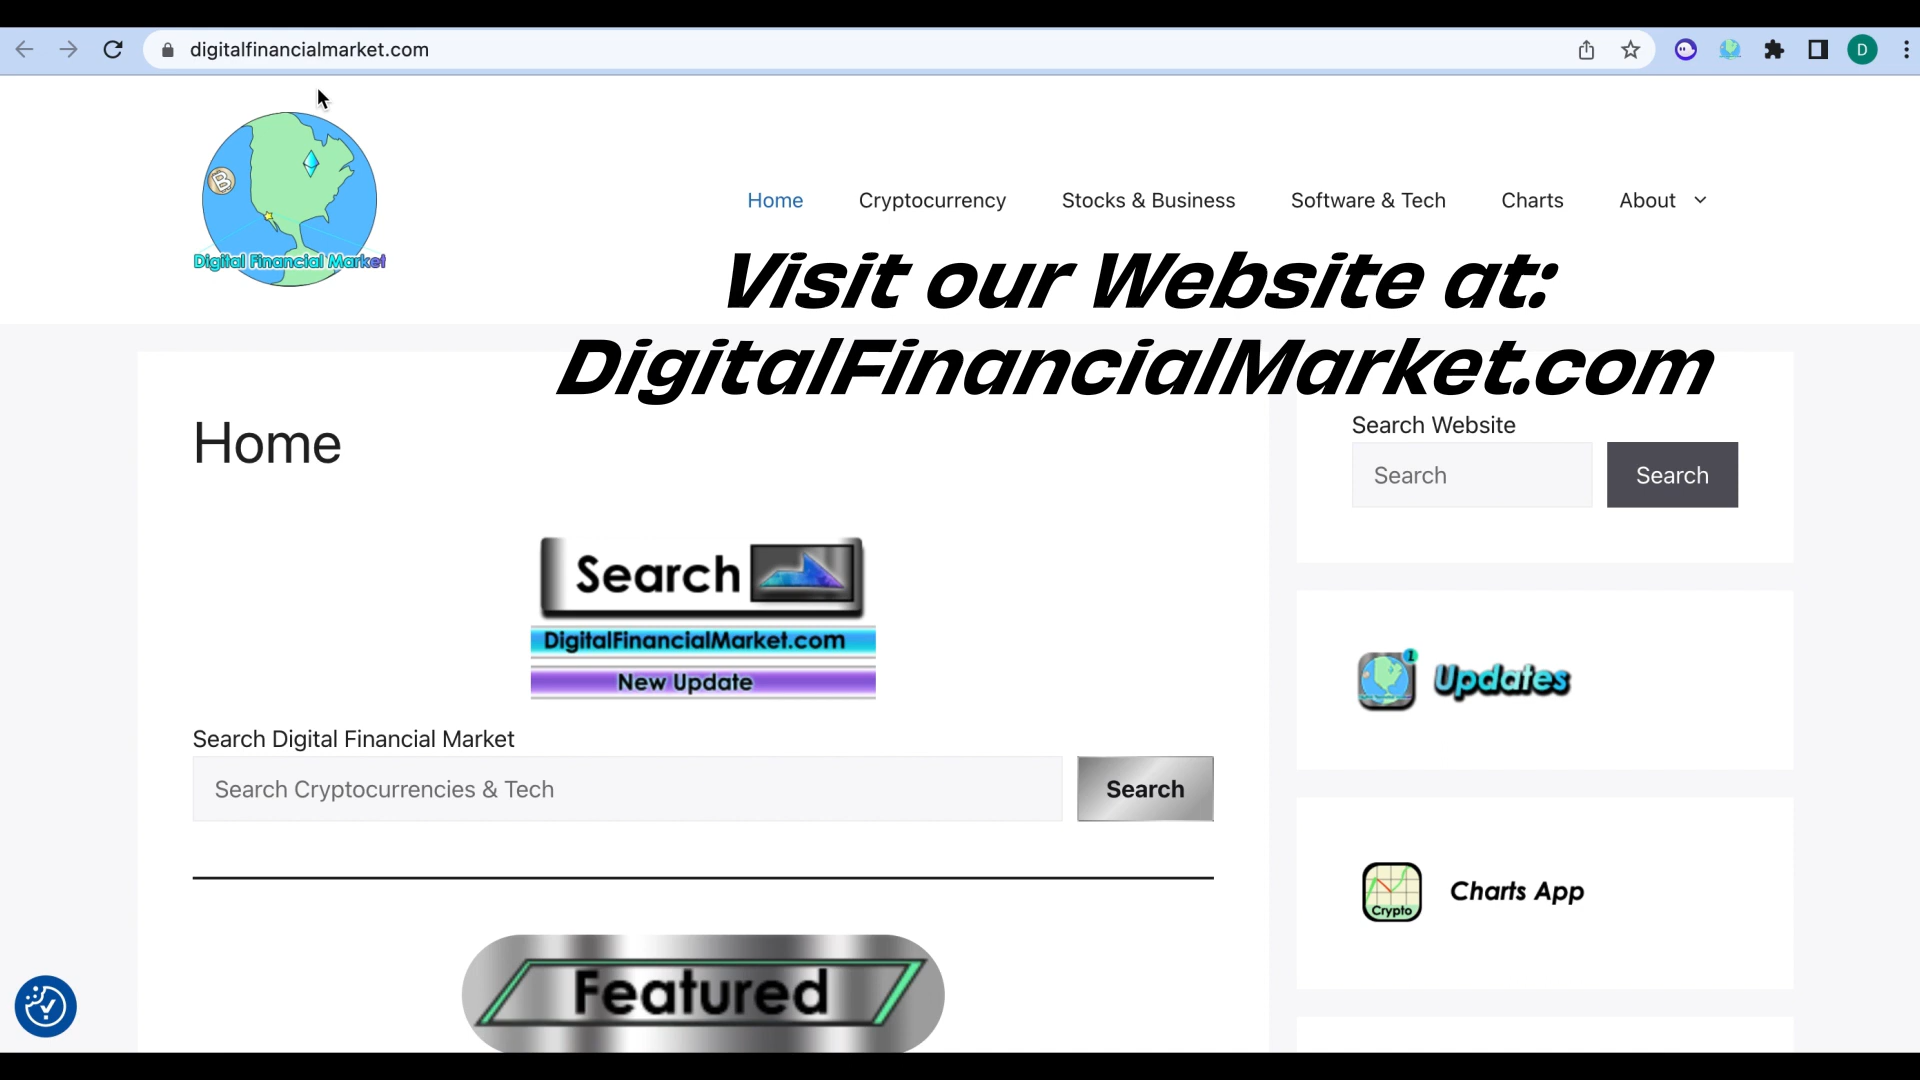 digitalfinancialmarket.com
D
B
Digital Financial Market
Home
Cryptocurrency
Stocks & Business
Software & Tech
Charts
About
Visit our Website at:
DigitalFinancialMarket.com
Home
Search Website
Search
Search
Search
DigitalFinancialMarket.com
New Update
1
Updates
Search Digital Financial Market
Search Cryptocurrencies & Tech
Search
Crypto
Charts App
Featured